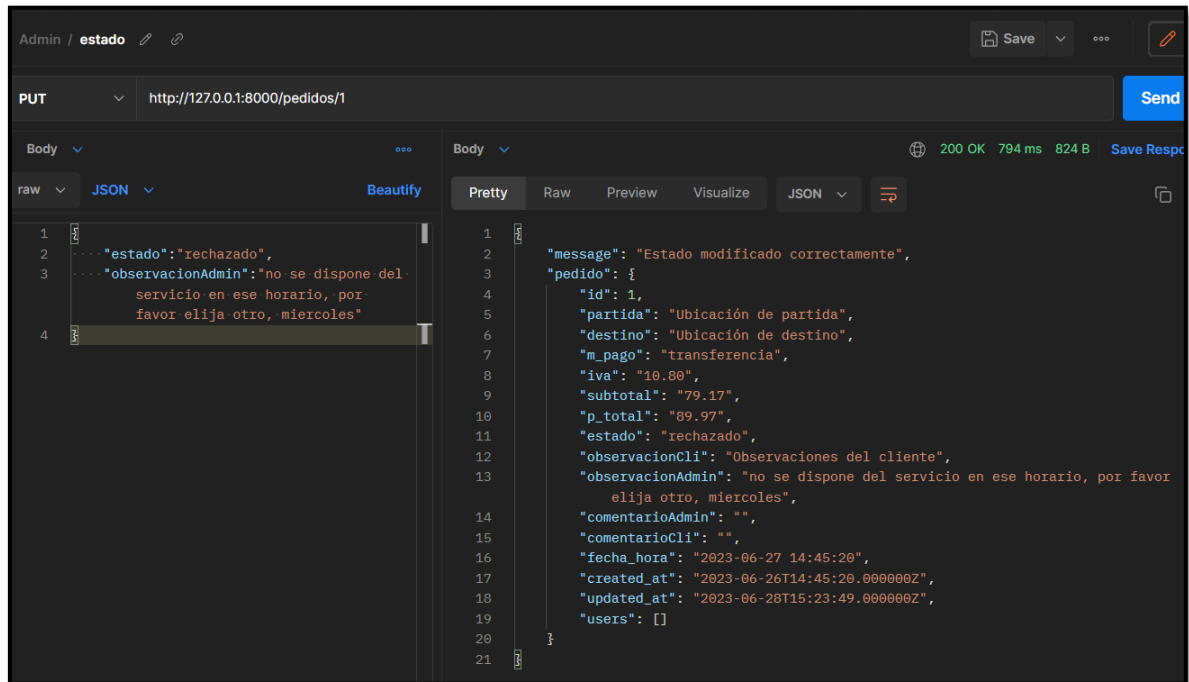 Admin / estado
Save
PUT http://127.0.0.1:8000/pedidos/1 Send
Body
raw JSON Beautify
1 {
2 "estado":"rechazado",
3 "observacionAdmin":"no se dispone del
servicio en ese horario, por
favor elija otro, miercoles"
4 }
Body 200 OK 794 ms 824 B Save Respo
Pretty Raw Preview Visualize JSON
1 {
2 "message": "Estado modificado correctamente",
3 "pedido": {
4 "id": 1,
5 "partida": "Ubicación de partida",
6 "destino": "Ubicación de destino",
7 "m_pago": "transferencia",
8 "iva": "10.80",
9 "subtotal": "79.17",
10 "p_total": "89.97",
11 "estado": "rechazado",
12 "observacionCli": "Observaciones del cliente",
13 "observacionAdmin": "no se dispone del servicio en ese horario, por favor
elija otro, miercoles",
14 "comentarioAdmin": "",
15 "comentarioCli": "",
16 "fecha_hora": "2023-06-27 14:45:20",
17 "created_at": "2023-06-26T14:45:20.000000Z",
18 "updated_at": "2023-06-28T15:23:49.000000Z",
19 "users": []
20 }
21 }